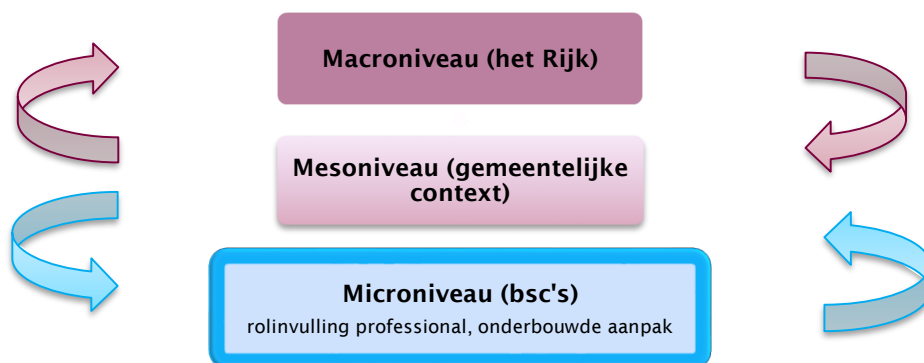 Macroniveau (het Rijk)
Mesoniveau (gemeentelijke
context)
Microniveau (bsc's)
rolinvulling professional, onderbouwde aanpak